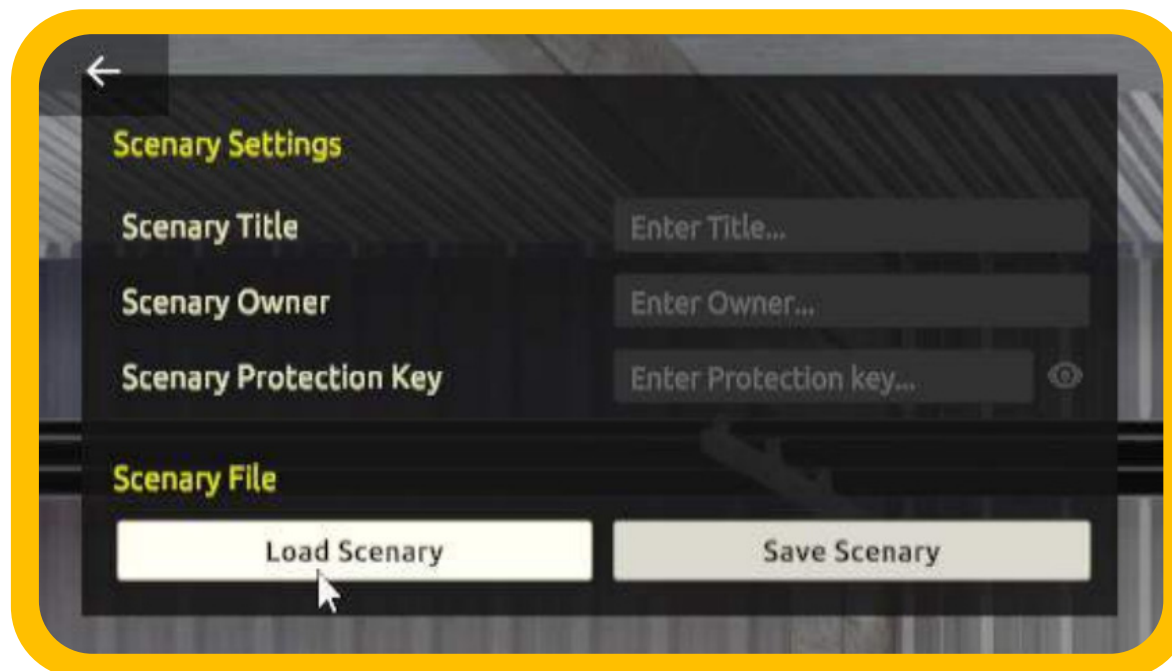 Scenary Settings
Scenary Title
Enter Title...
Scenary Owner
Enter Owner...
Scenary Protection Key
Enter Protection key...
Scenary File
Load Scenary
Save Scenary